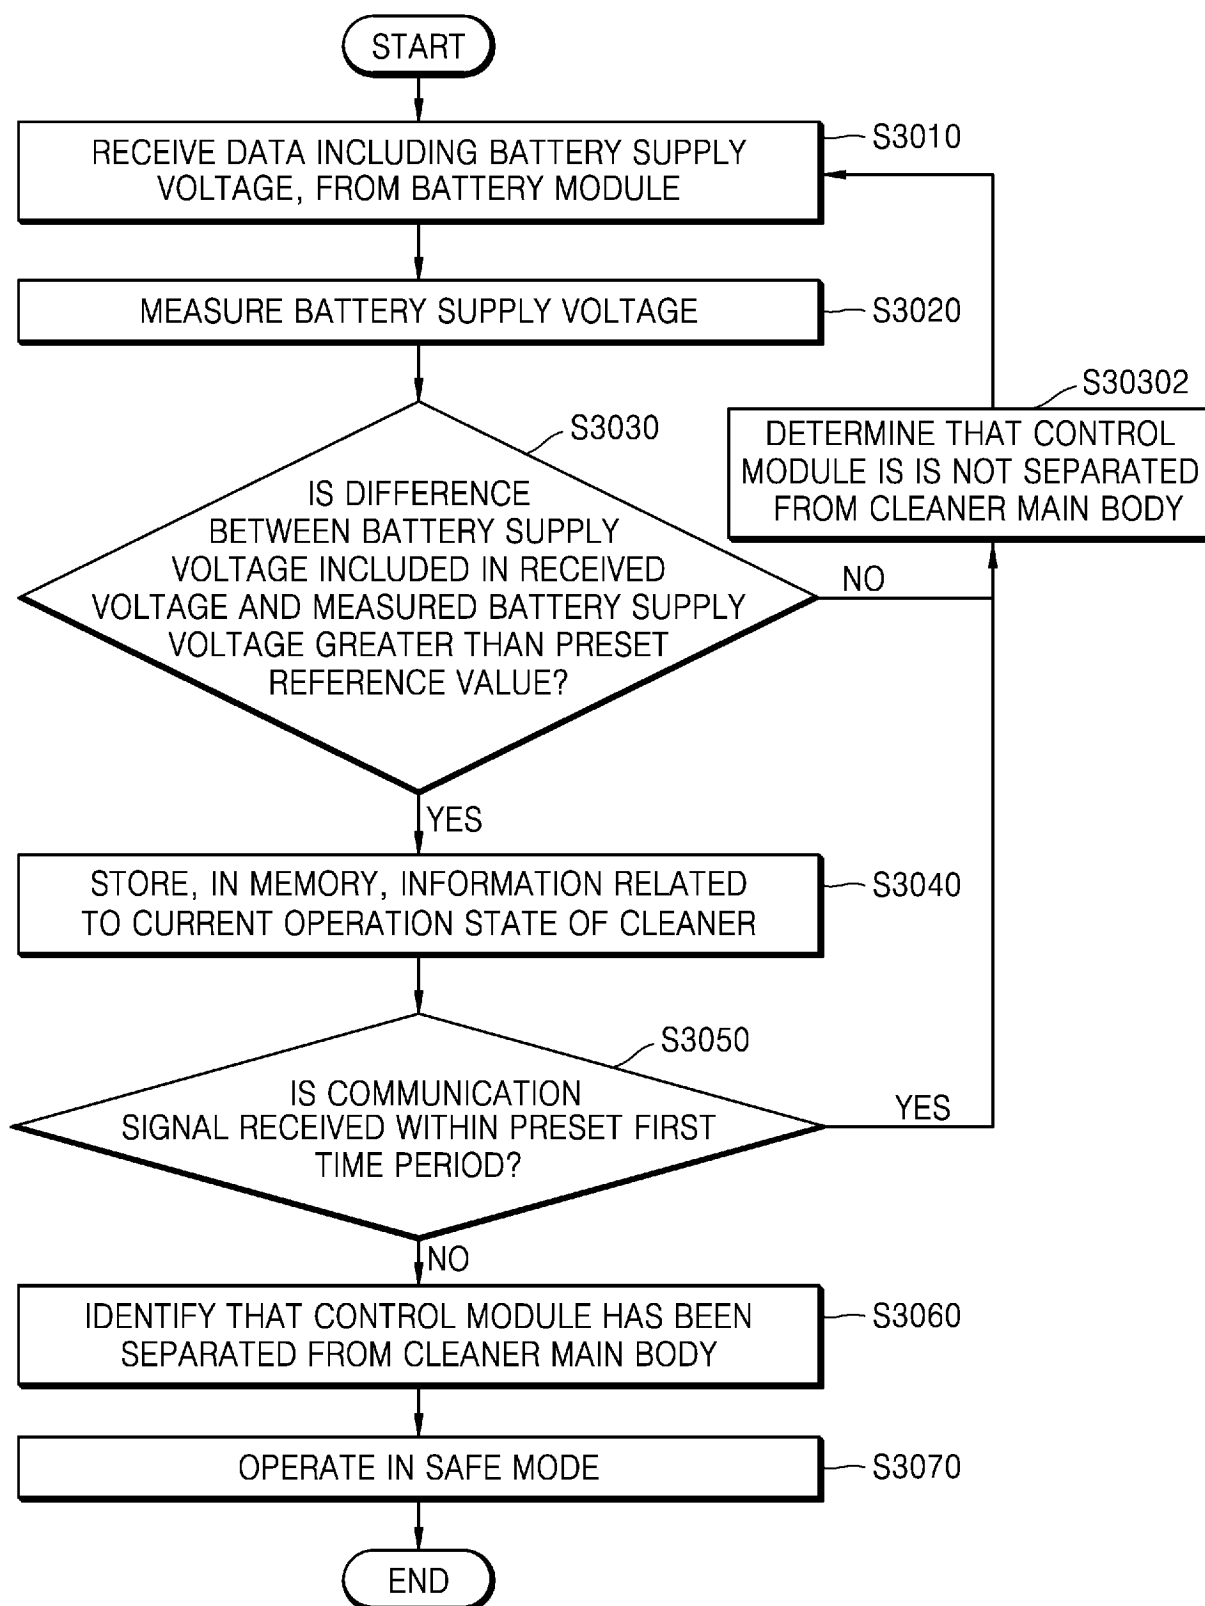 START
RECEIVE DATA INCLUDING BATTERY SUPPLY
VOLTAGE, FROM BATTERY MODULE
S3010
MEASURE BATTERY SUPPLY VOLTAGE
S3020
S3030
IS DIFFERENCE
BETWEEN BATTERY SUPPLY
VOLTAGE INCLUDED IN RECEIVED
VOLTAGE AND MEASURED BATTERY SUPPLY
VOLTAGE GREATER THAN PRESET
REFERENCE VALUE?
NO
S30302
DETERMINE THAT CONTROL
MODULE IS IS NOT SEPARATED
FROM CLEANER MAIN BODY
YES
STORE, IN MEMORY, INFORMATION RELATED
TO CURRENT OPERATION STATE OF CLEANER
S3040
S3050
IS COMMUNICATION
SIGNAL RECEIVED WITHIN PRESET FIRST
TIME PERIOD?
YES
NO
IDENTIFY THAT CONTROL MODULE HAS BEEN
SEPARATED FROM CLEANER MAIN BODY
S3060
OPERATE IN SAFE MODE
S3070
END